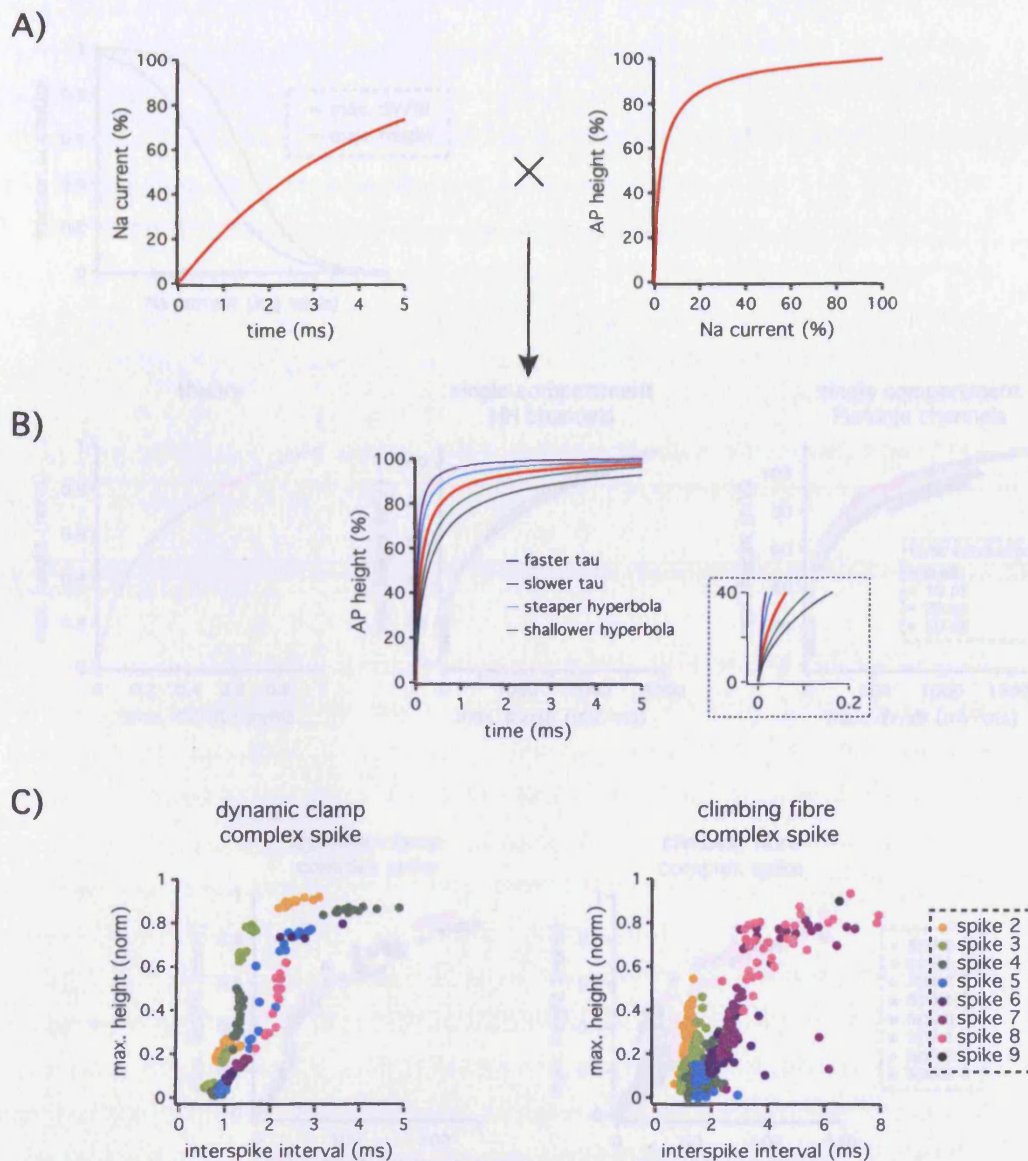 A)
100
80
60
40
20
0
Na current (%)
0 1 2 3 4 5
time (ms)
100
80
60
40
20
0
AP height (%)
0 20 40 60 80 100
Na current (%)
B)
100
80
60
40
20
0
AP height (%)
faster tau
slower tau
steaper hyperbola
shallower hyperbola
0 1 2 3 4 5
time (ms)
40
0
0 0.2
C)
dynamic clamp
complex spike
1
0.8
0.6
0.4
0.2
0
max. height (norm)
0 1 2 3 4 5
interspike interval (ms)
climbing fibre
complex spike
1
0.8
0.6
0.4
0.2
0
max. height (norm)
0 2 4 6 8
interspike interval (ms)
spike 2
spike 3
spike 4
spike 5
spike 6
spike 7
spike 8
spike 9